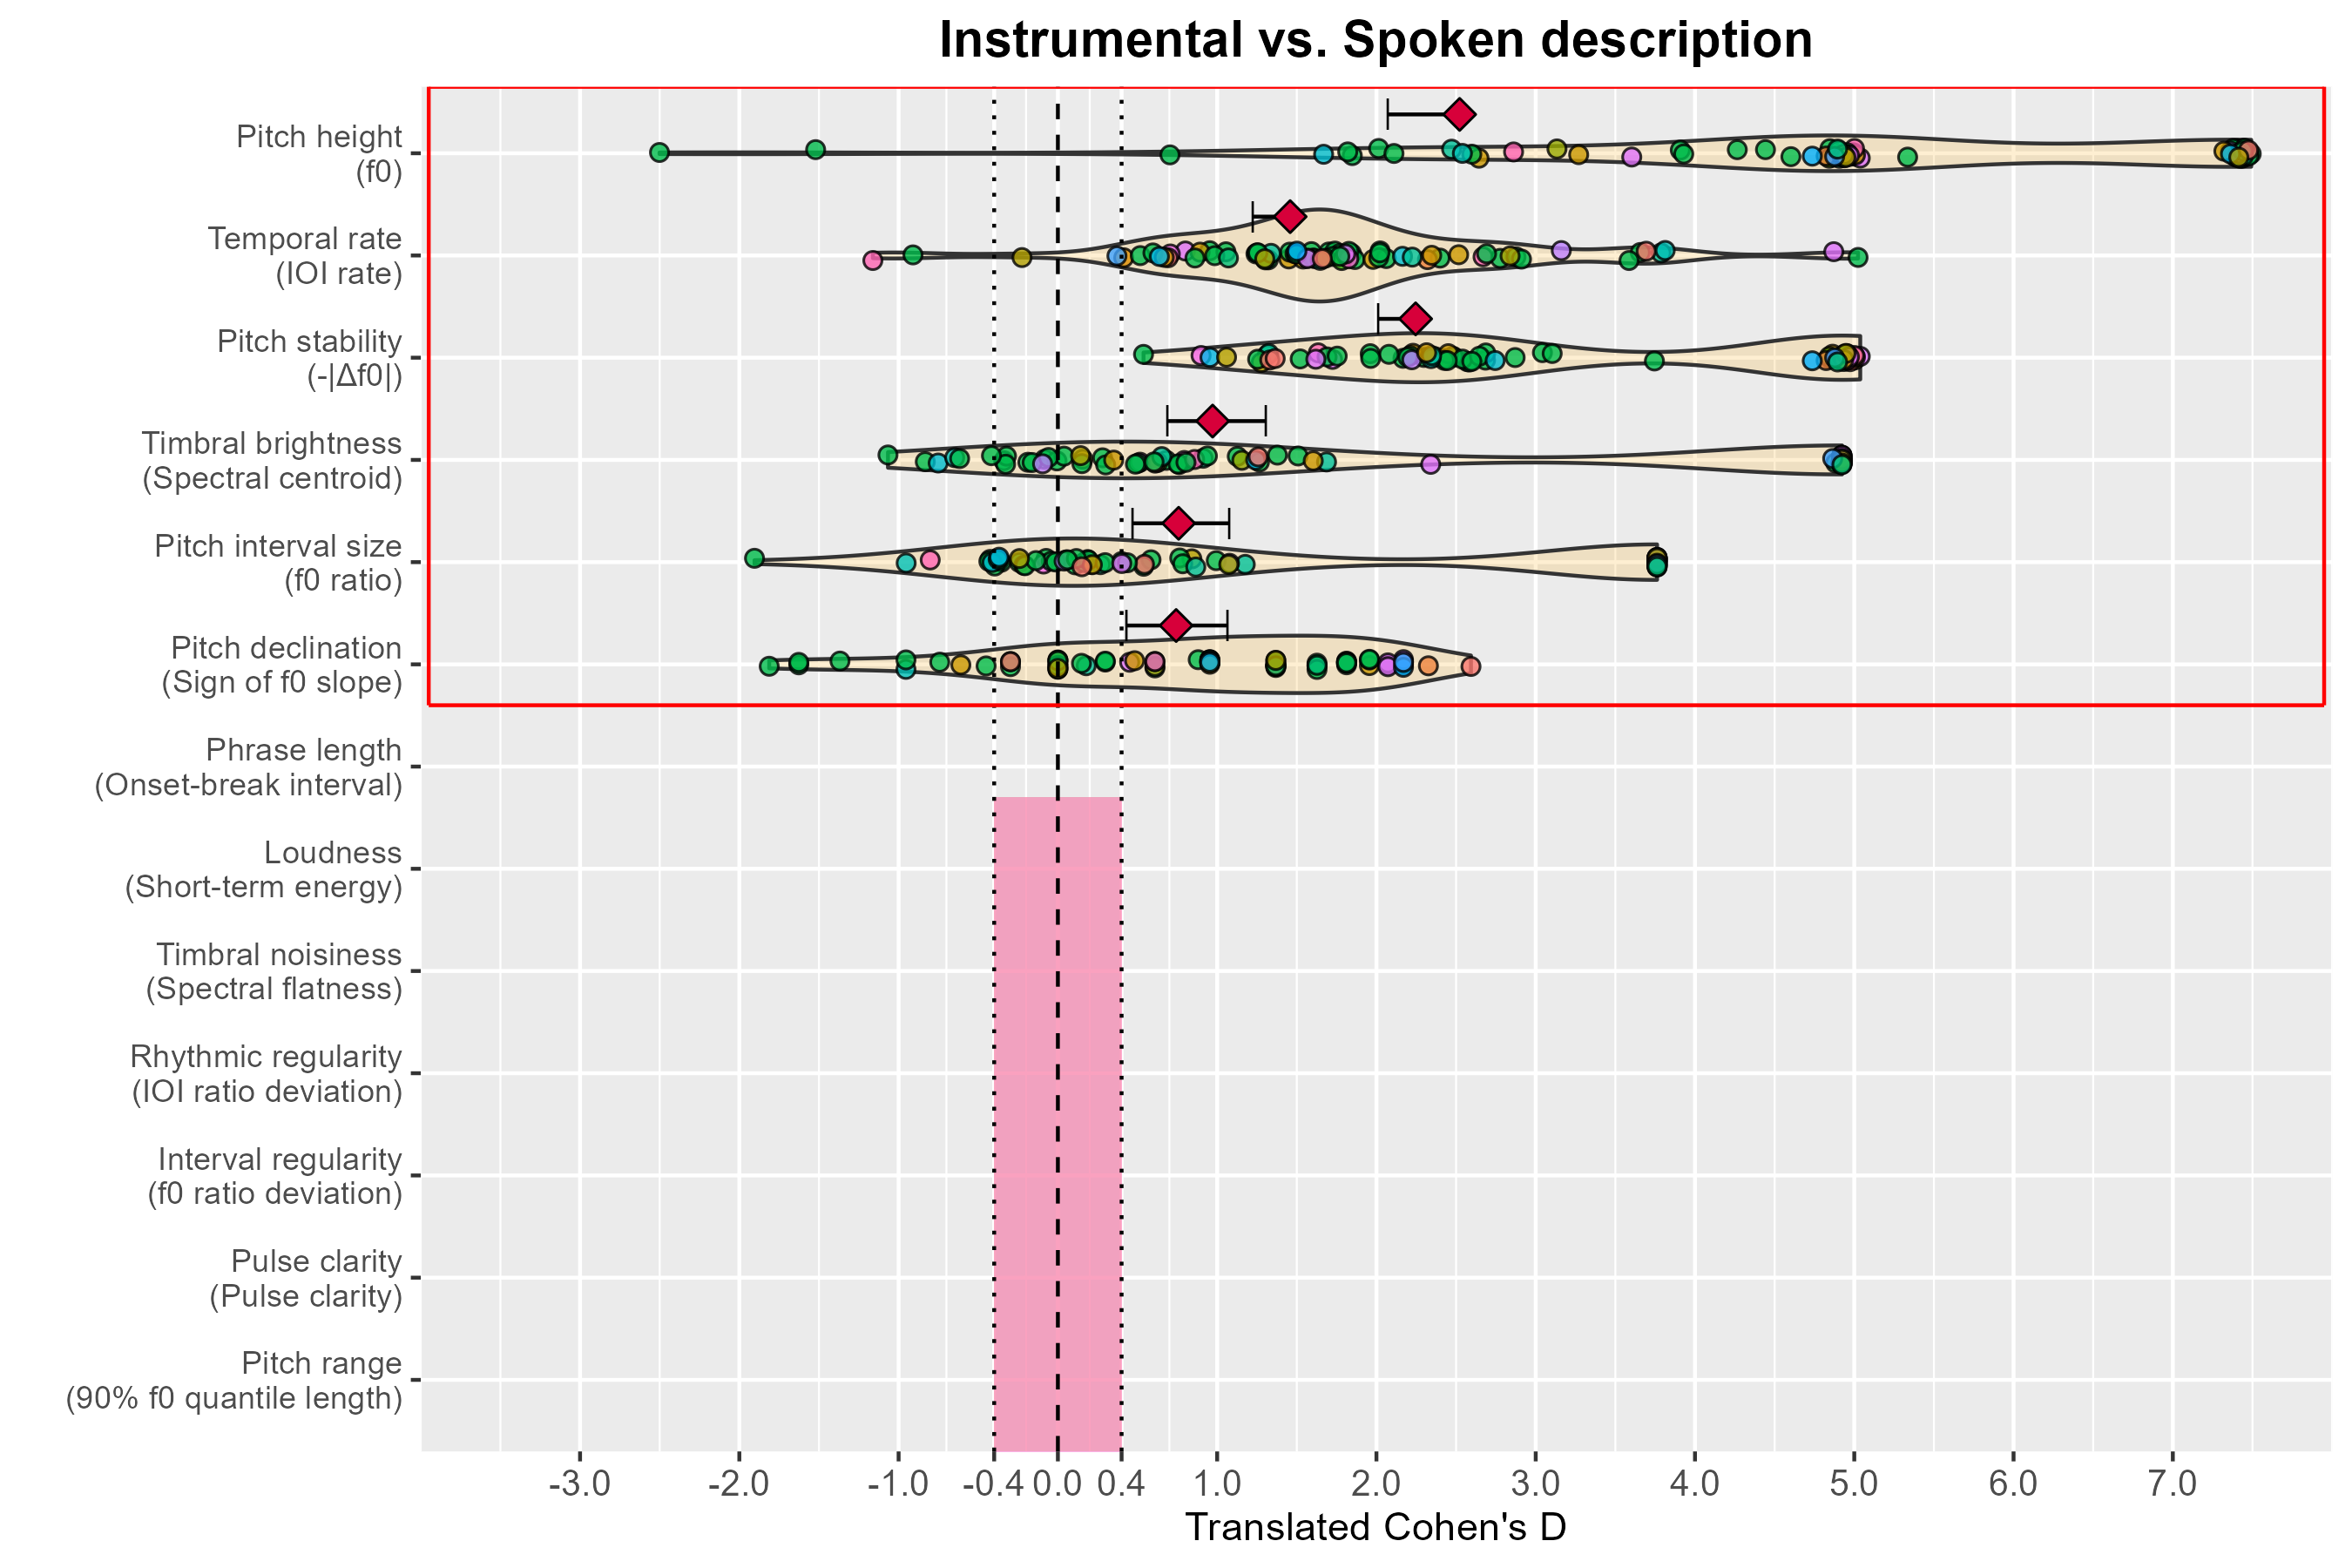 Instrumental vs. Spoken description
Pitch height
(f0)
Temporal rate
(IOI rate)
Pitch stability
(-|Δf0|)
Timbral brightness
(Spectral centroid)
Pitch interval size
(f0 ratio)
Pitch declination
(Sign of f0 slope)
Phrase length
(Onset-break interval)
Loudness
(Short-term energy)
Timbral noisiness
(Spectral flatness)
Rhythmic regularity
(IOI ratio deviation)
Interval regularity
(f0 ratio deviation)
Pulse clarity
(Pulse clarity)
Pitch range
(90% f0 quantile length)
-3.0 -2.0 -1.0 -0.4 0.0 0.4 1.0 2.0 3.0 4.0 5.0 6.0 7.0
Translated Cohen's D